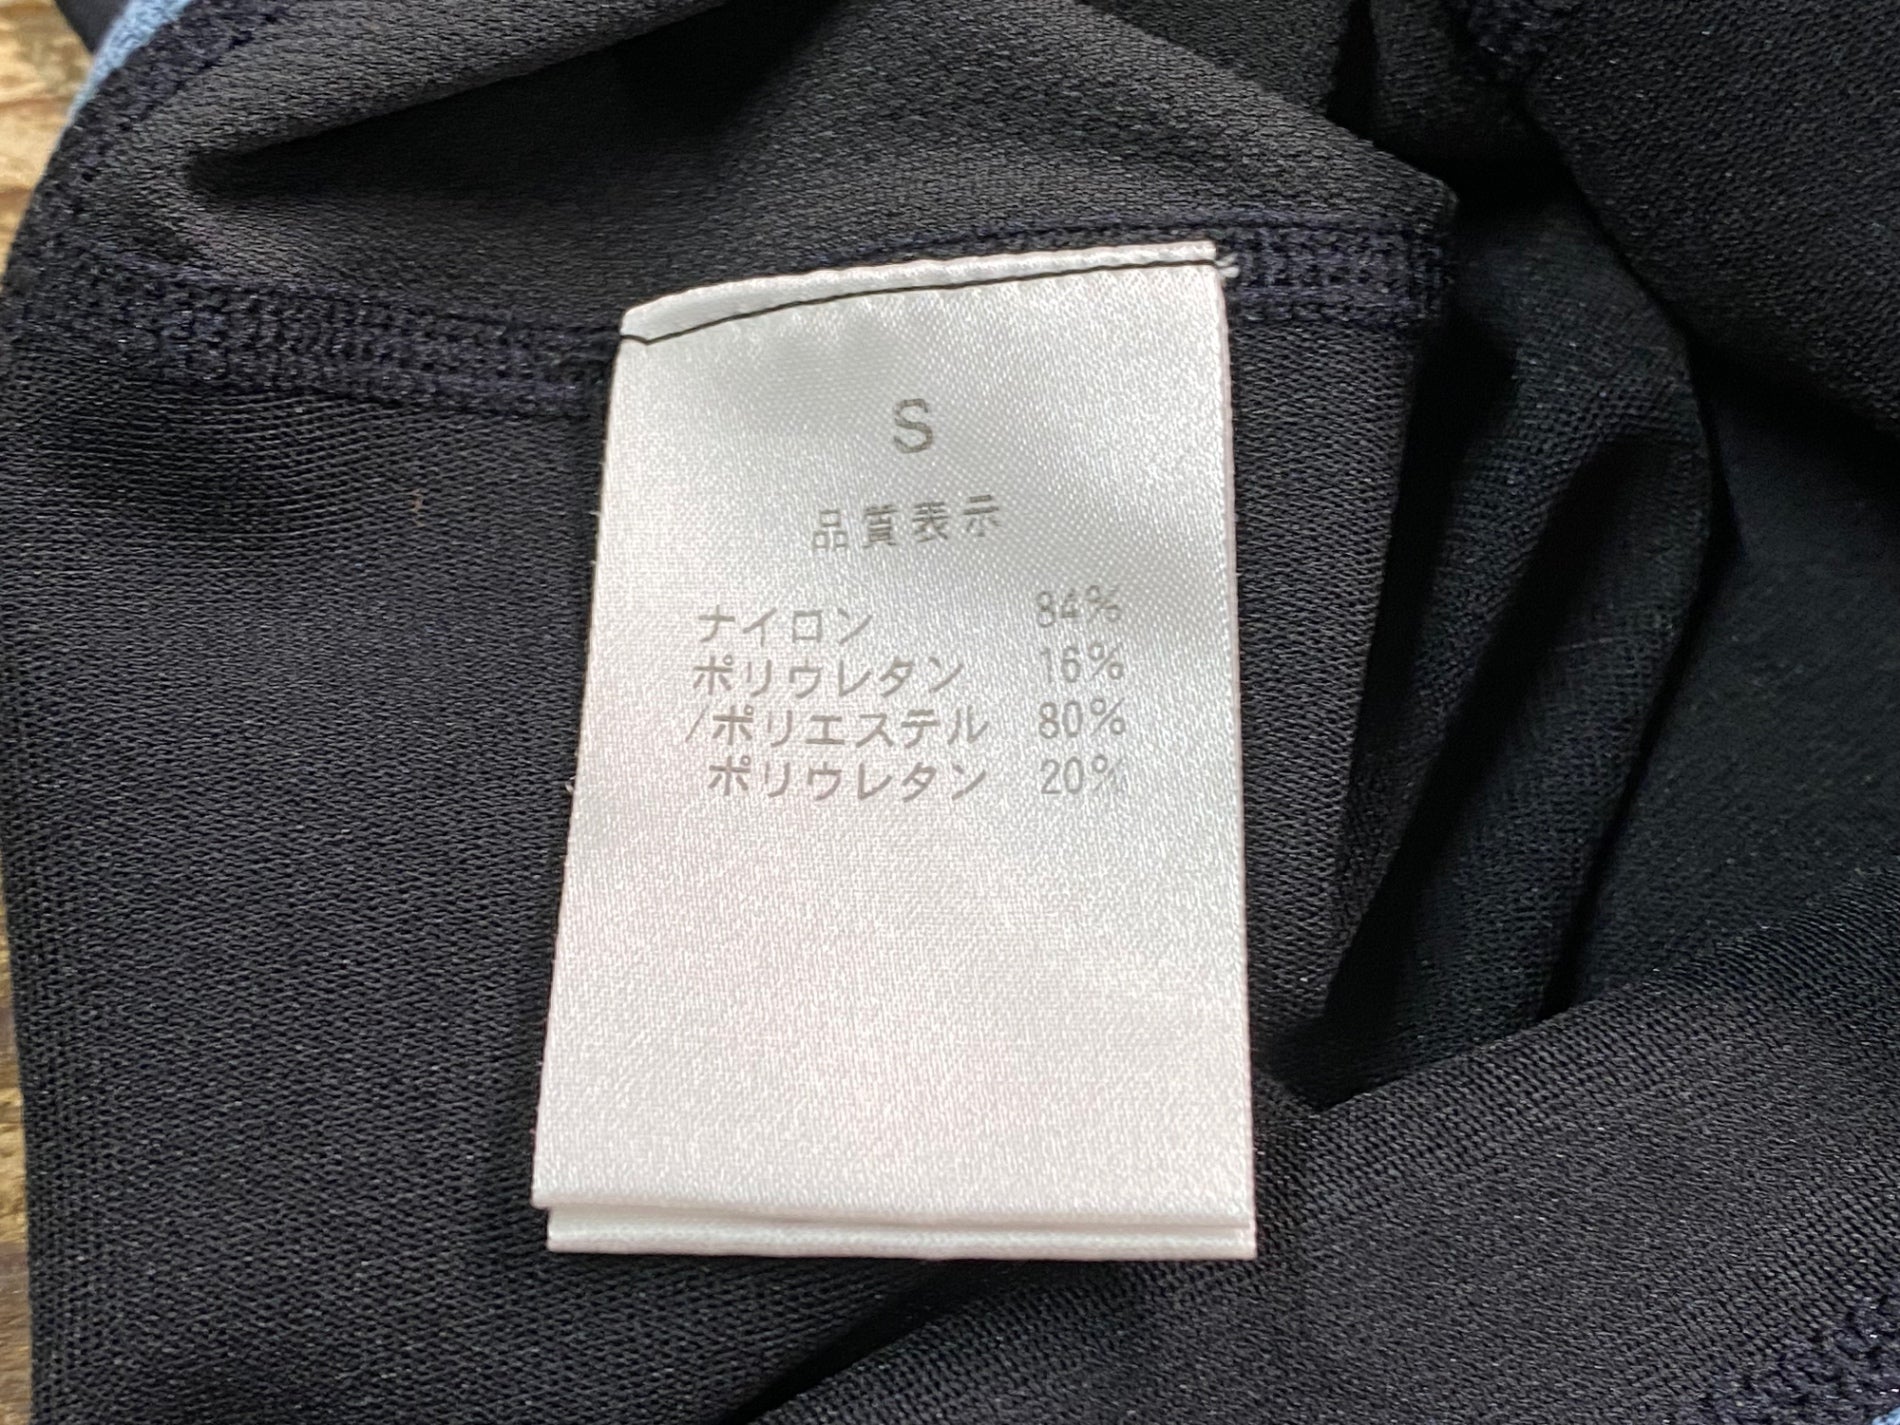 S
品質表示
ナイロン 84%
ポリウレタン 16%
/ポリエステル 80%
ポリウレタン 20%